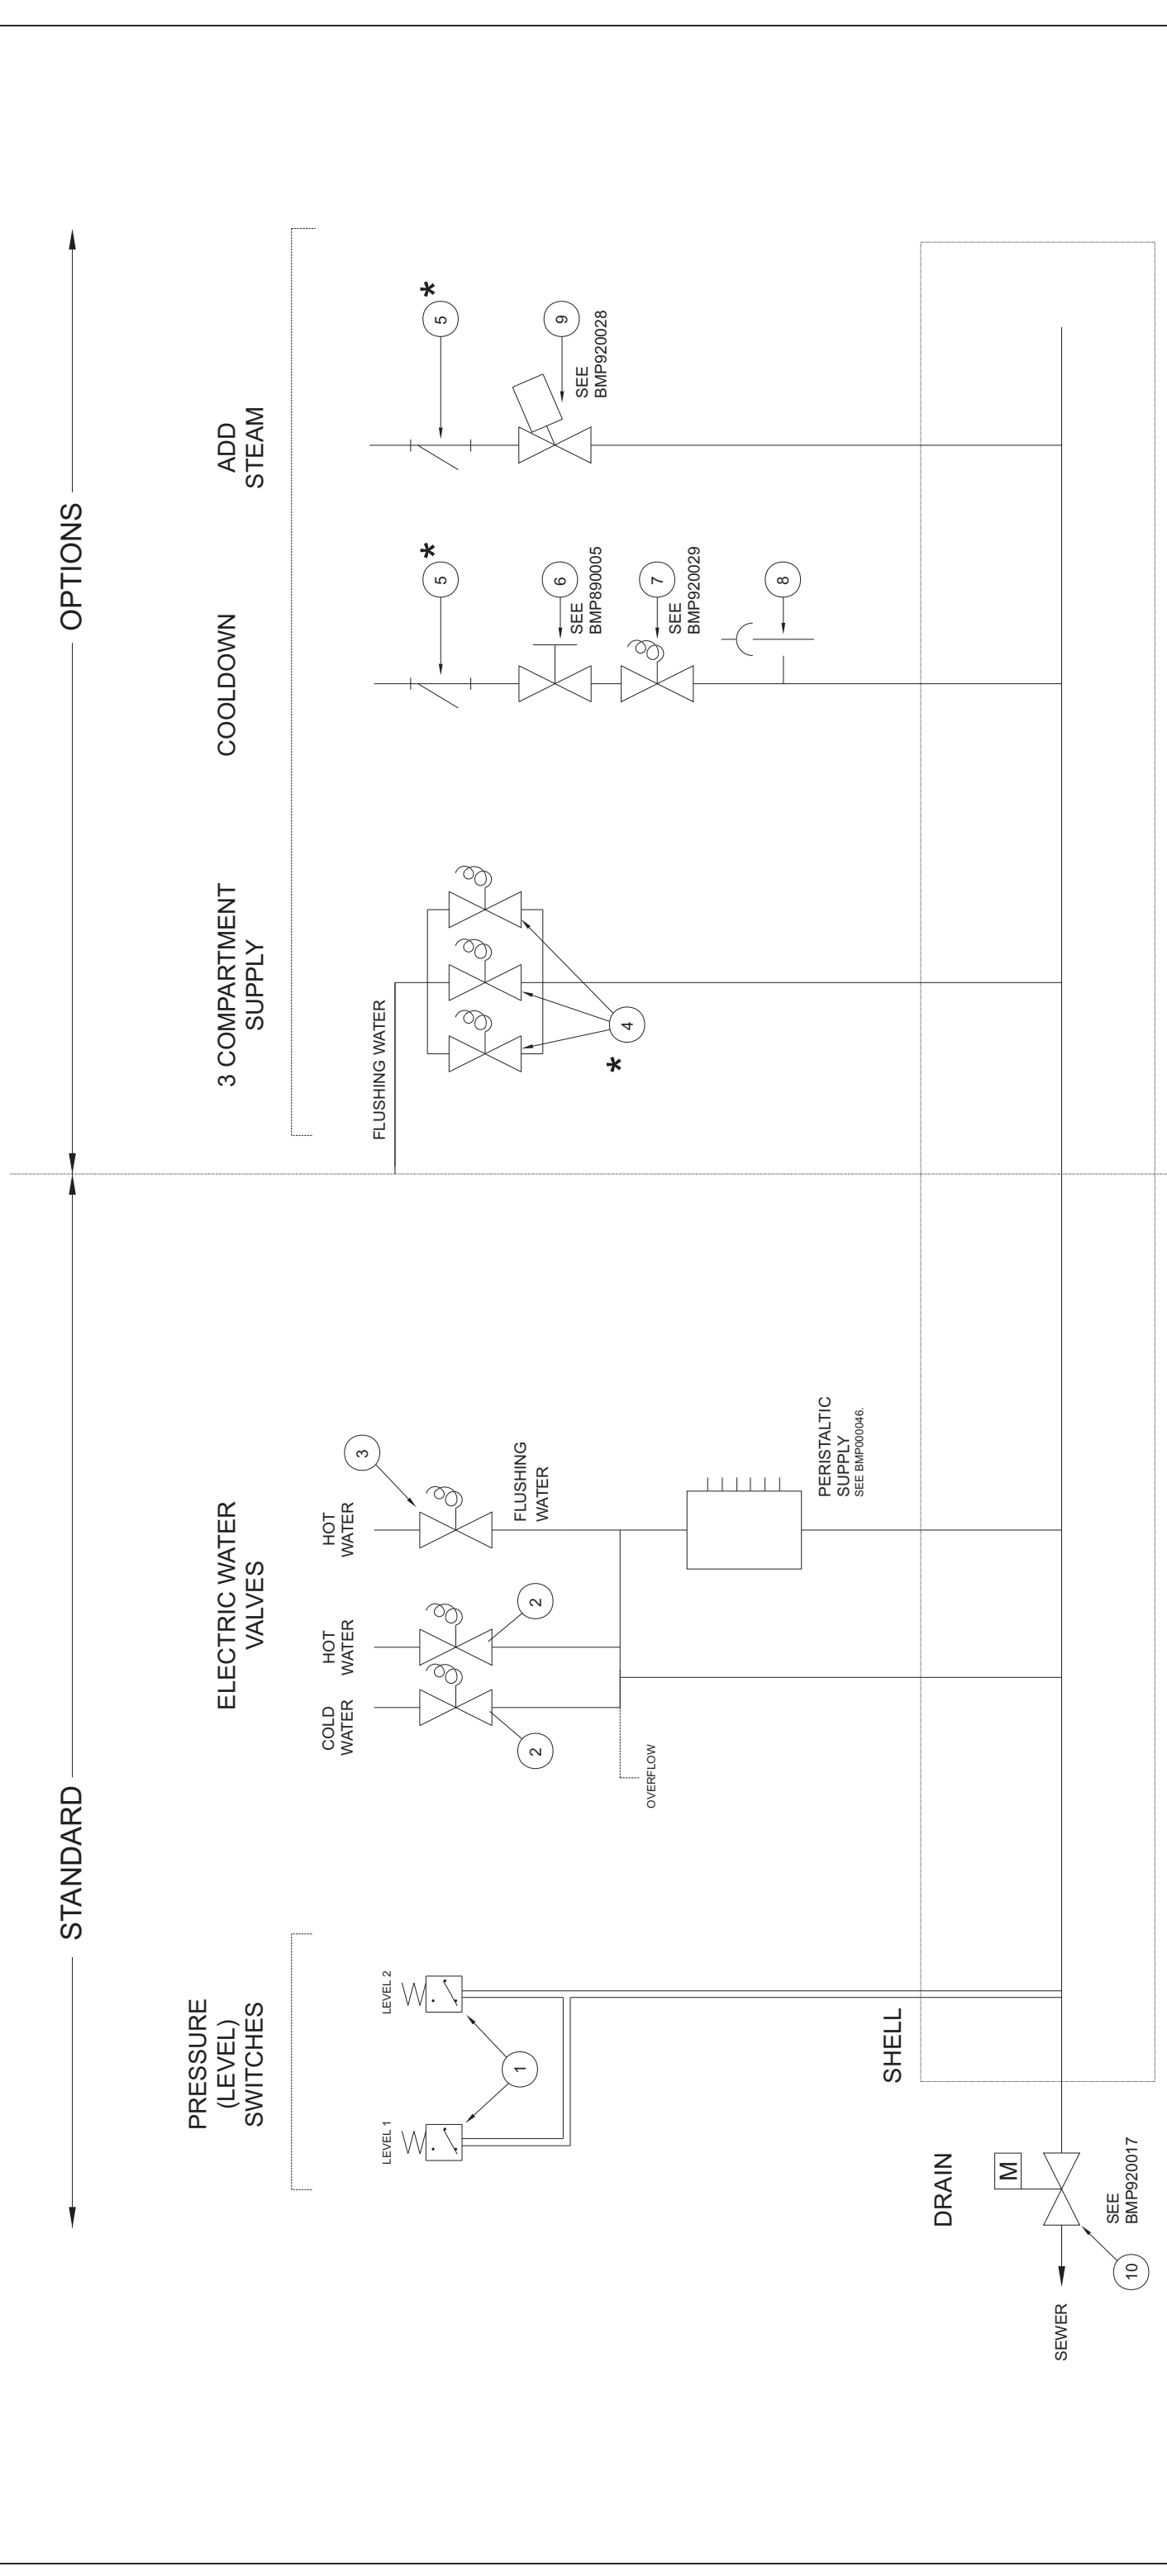 STANDARD
OPTIONS
PRESSURE
(LEVEL)
SWITCHES
ELECTRIC WATER
VALVES
3 COMPARTMENT
SUPPLY
COOLDOWN
ADD
STEAM
LEVEL 1
LEVEL 2
1
COLD
WATER
HOT
WATER
HOT
WATER
3
2
2
FLUSHING
WATER
OVERFLOW
PERISTALTIC
SUPPLY
SEE BMP000046.
FLUSHING WATER
*
4
5
*
6
SEE
BMP890005
7
SEE
BMP920029
8
5
*
9
SEE
BMP920028
SHELL
DRAIN
M
SEE
BMP920017
10
SEWER